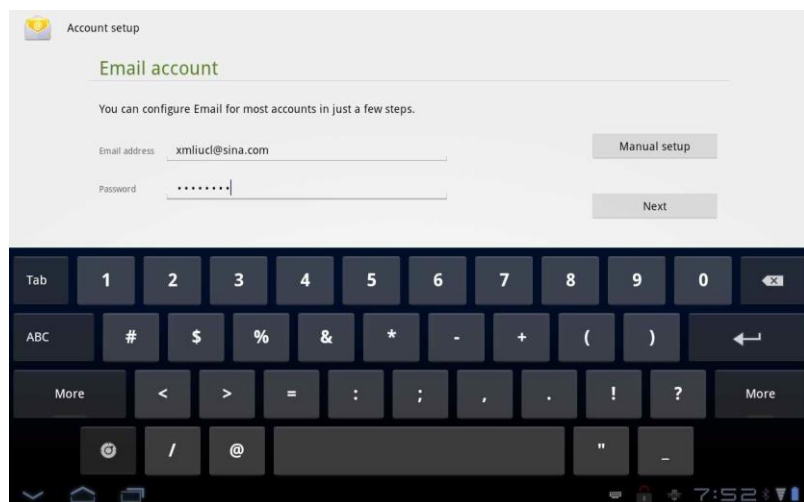 Account setup
Email account
You can configure Email for most accounts in just a few steps.
Email address xmliucl@sina.com
Manual setup
Password ••••••••
Next
Tab 1 2 3 4 5 6 7 8 9 0
ABC # $ % & * - + ( )
More < > = : ; , . ! ? More
/ @ " _
7:52